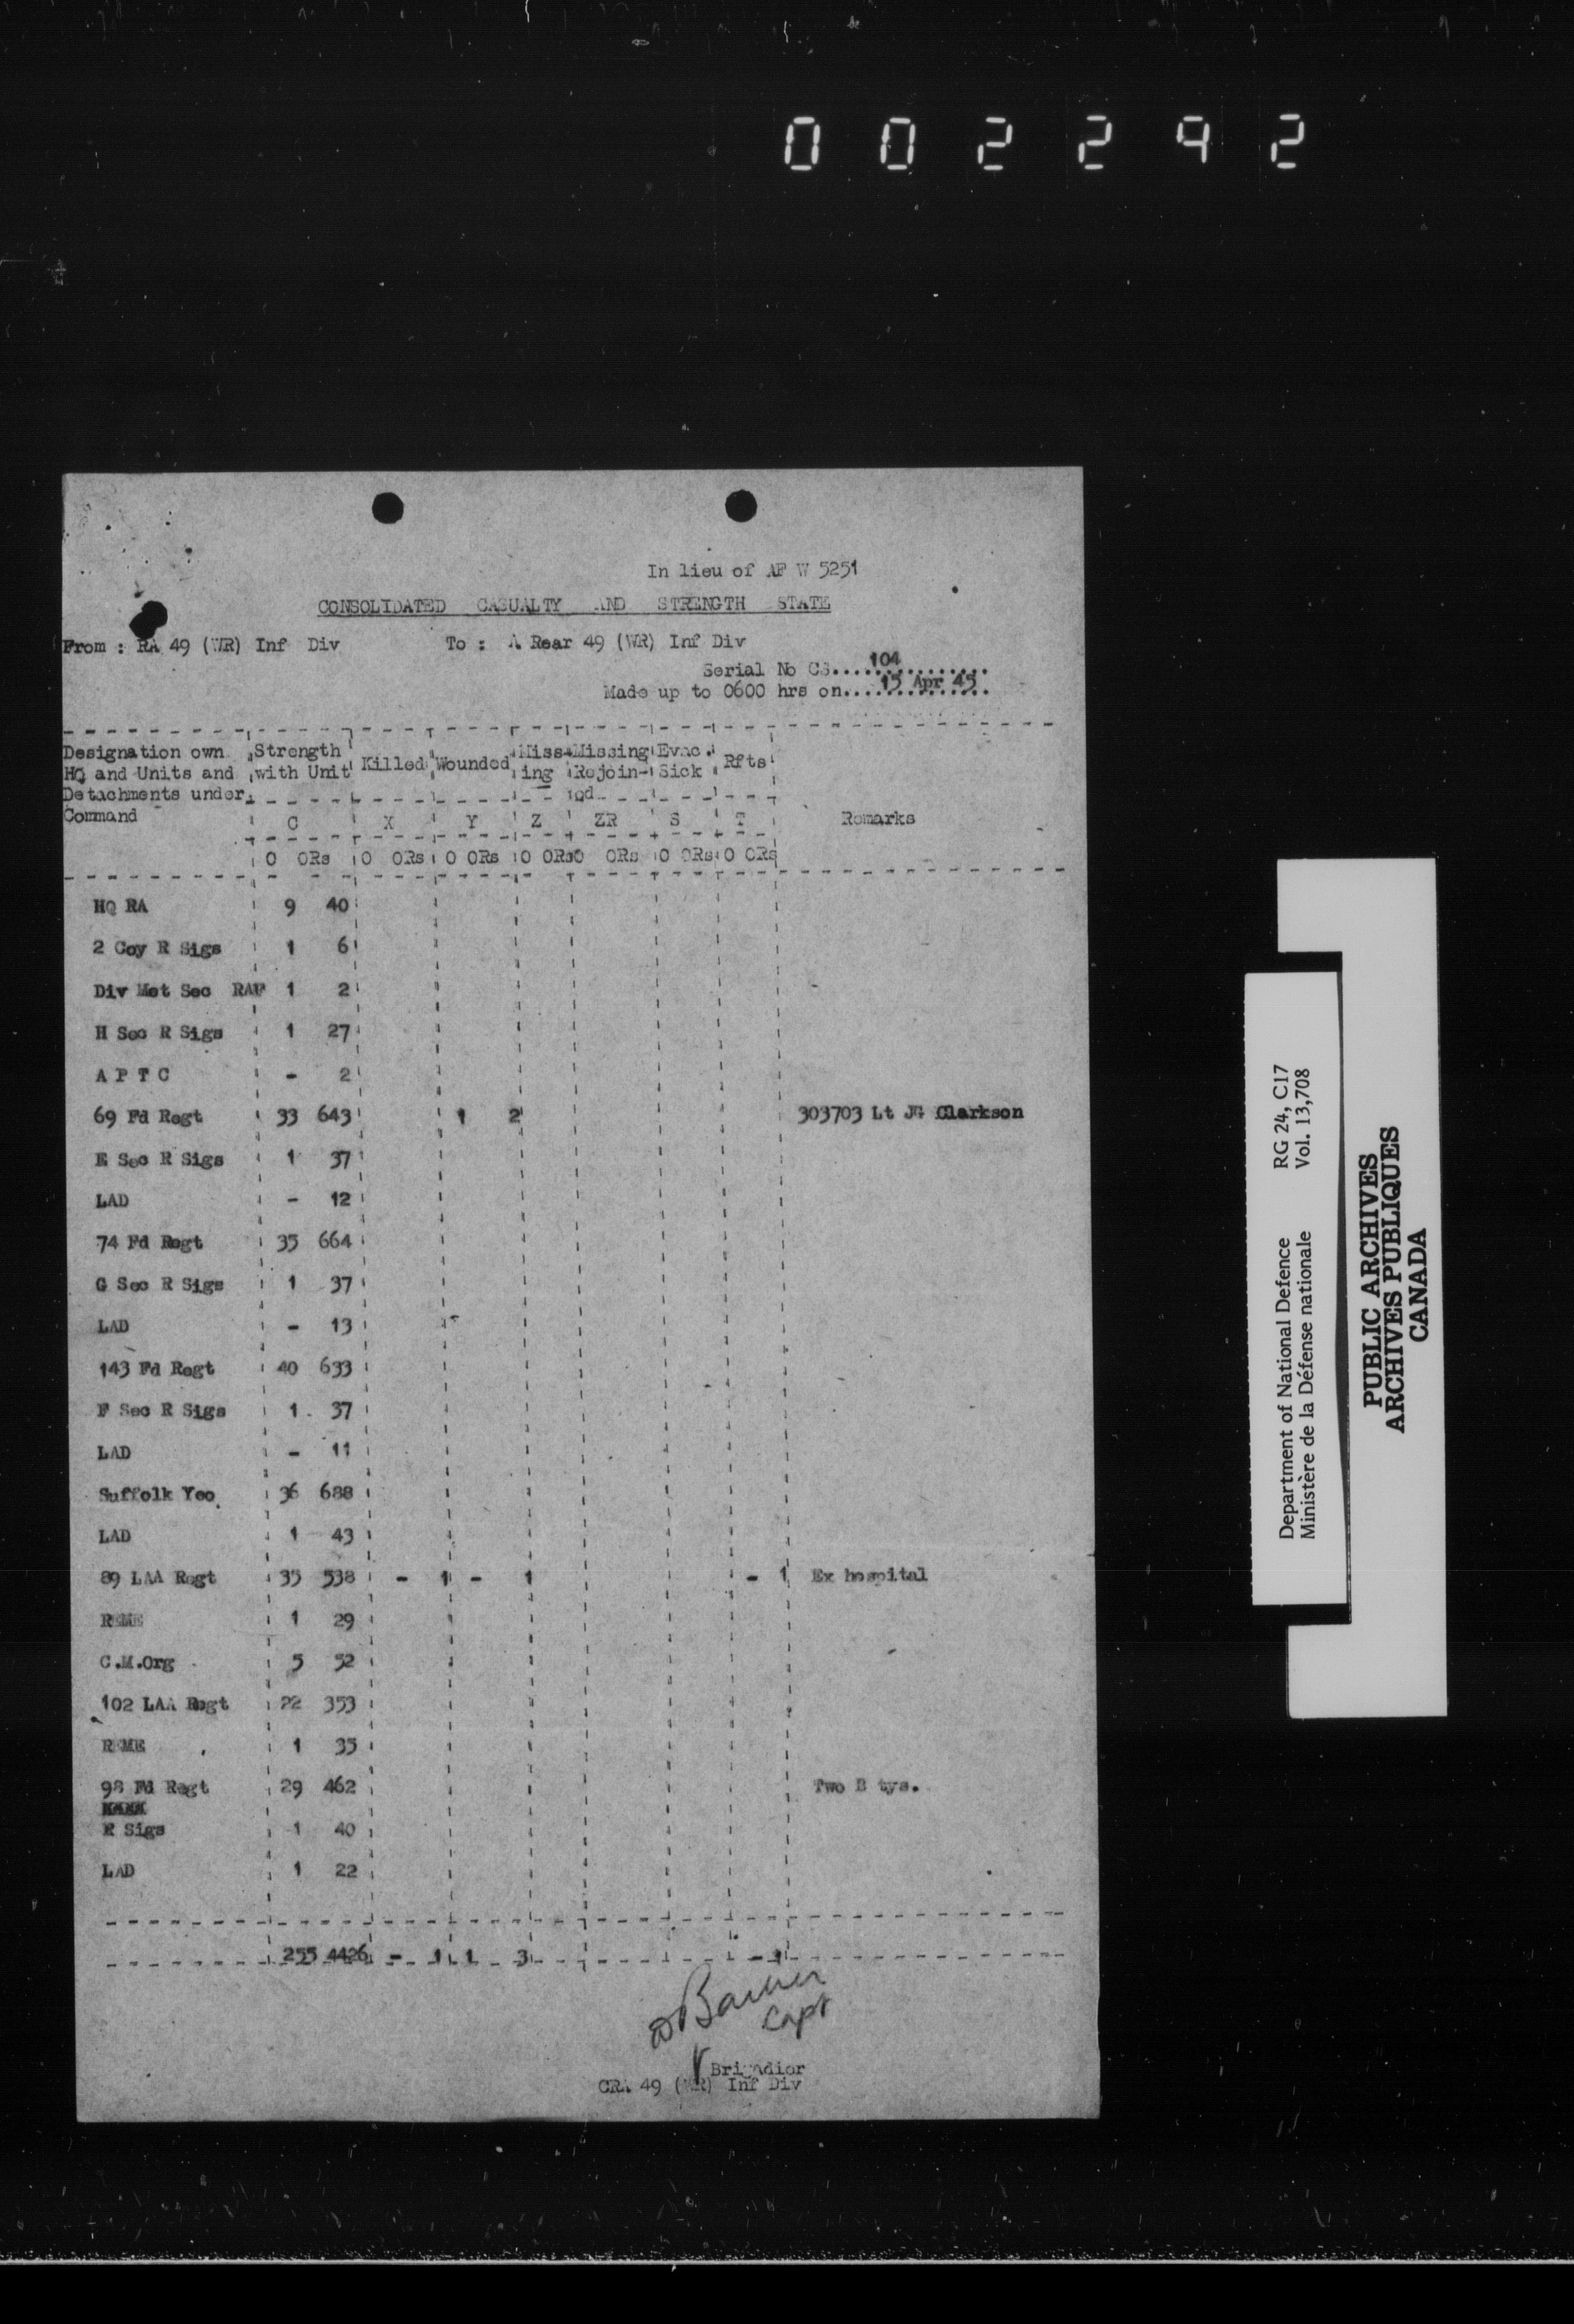 002292
In lieu of AF W 5251
CONSOLIDATED CASUALTY AND STRENGTH STATE
From : RA 49 (WR) Inf Div To : A Rear 49 (WR) Inf Div
Serial No CS....104............
Made up to 0600 hrs on....15 Apr 45....
Designation own Strength Killed Wounded Miss- Missing Evac. Rfts
HQ and Units and with Unit ing Rejoin- Sick
Detachments under ed
Command C X Y Z ZR S T Remarks
O ORs O ORs O ORs O ORs O ORs O ORs O ORs
HQ RA 9 40
2 Coy R Sigs 1 6
Div Met Sec RAF 1 2
H Sec R Sigs 1 27
A P T C - 2
69 Fd Regt 33 643 1 2 303703 Lt JG Clarkson
E Sec R Sigs 1 37
LAD - 12
74 Fd Regt 35 664
G Sec R Sigs 1 37
LAD - 13
143 Fd Regt 40 633
F Sec R Sigs 1 37
LAD - 11
Suffolk Yeo. 36 688
LAD 1 43
89 LAA Regt 35 538 - 1 - 1 - 1 Ex hospital
REME 1 29
C.M.Org 5 52
102 LAA Regt 22 353
REME 1 35
98 Fd Regt 29 462 Two B tys.
R Sigs 1 40
LAD 1 22
255 4426 - 1 1 3 - 1
Capt
Brigadier
CRA 49 (WR) Inf Div
Department of National Defence RG 24, C17
Ministère de la Défense nationale Vol. 13,708
PUBLIC ARCHIVES
ARCHIVES PUBLIQUES
CANADA